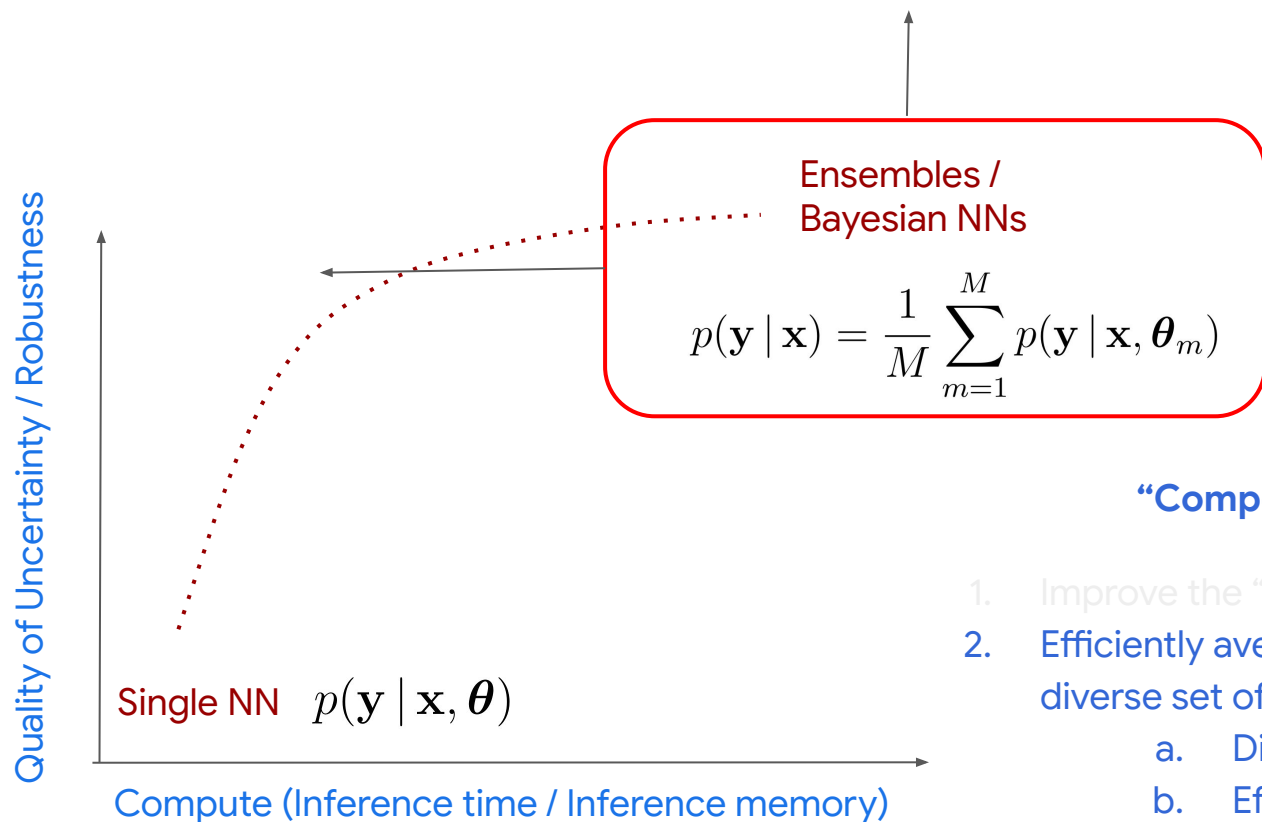 Quality of Uncertainty / Robustness
Ensembles /
Bayesian NNs
p(y | x) = 1/M ∑_{m=1}^{M} p(y | x, θ_m)
Single NN p(y | x, θ)
Compute (Inference time / Inference memory)
“Comp
1. Improve the “
2. Efficiently ave
diverse set of
a. Di
b. Ef